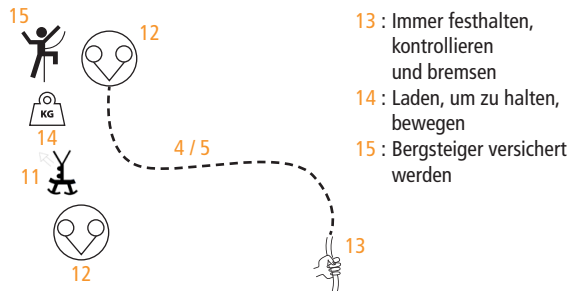 15
12
KG
14
11
12
4 / 5
13
13 : Immer festhalten,
kontrollieren
und bremsen
14 : Laden, um zu halten,
bewegen
15 : Bergsteiger versichert
werden